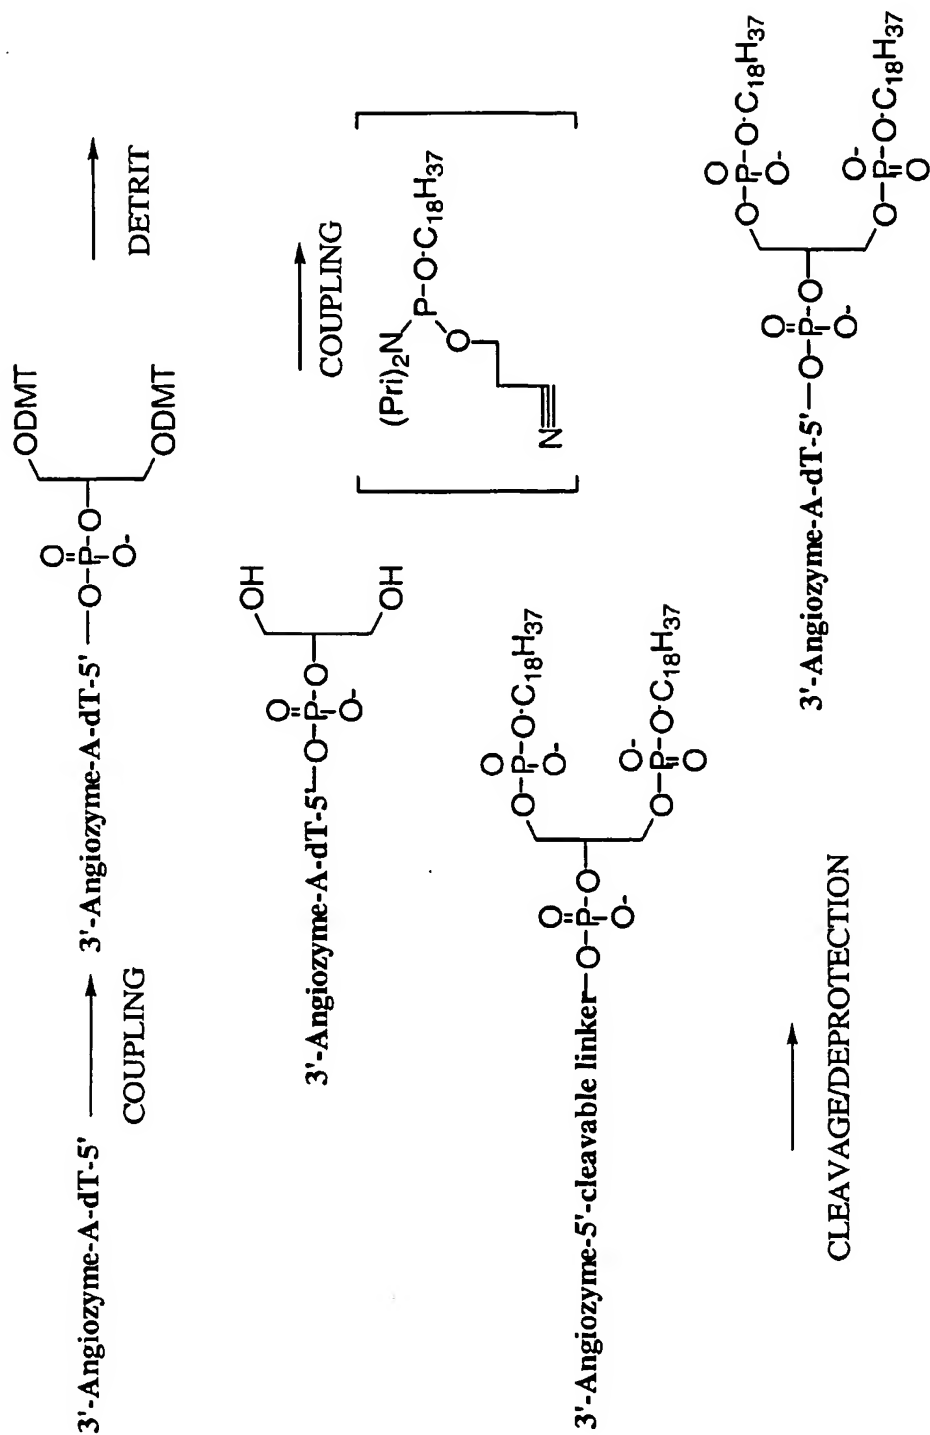 3'-Angiozyme-A-dT-5'
COUPLING
3'-Angiozyme-A-dT-5'
O
O-P-O
O-
ODMT
ODMT
DETRIT
3'-Angiozyme-A-dT-5'
O
O-P-O
O-
OH
OH
COUPLING
(Pri)2N
P-O-C18H37
O
N
3'-Angiozyme-5'-cleavable linker
O
O-P-O
O-
O
O-P-O-C18H37
O-
O-
O-P-O-C18H37
O
CLEAVAGE/DEPROTECTION
3'-Angiozyme-A-dT-5'
O
O-P-O
O-
O
O-P-O-C18H37
O-
O-
O-P-O-C18H37
O